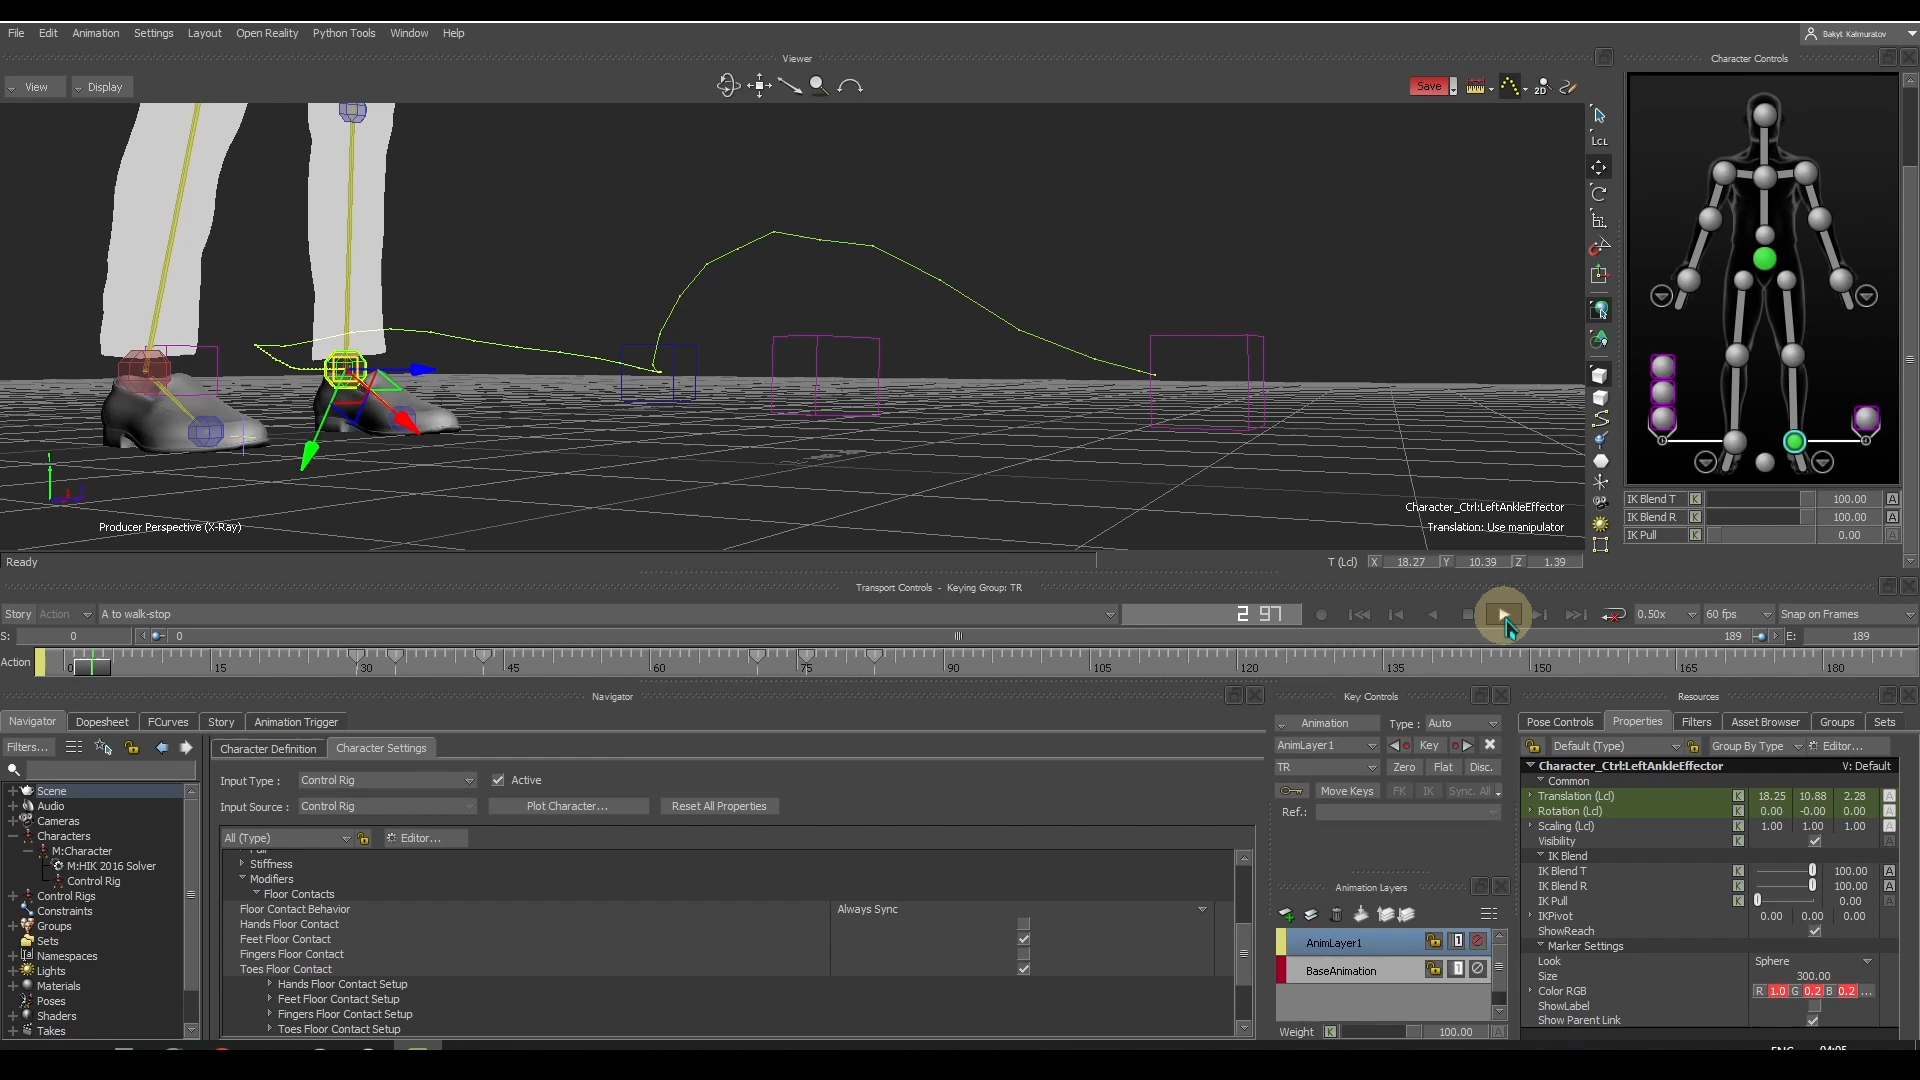 File Edit Animation Settings Layout Open Reality Python Tools Window Help
Bakyt Kalmuratov
Viewer
Character Controls
View Display
Save
2D
LCL
Character_Ctrl:LeftAnkleEffector
Producer Perspective (X-Ray)
Translation: Use manipulator
IK Blend T K 100.00 A
IK Blend R K 100.00 A
IK Pull K 0.00 A
Ready
T (Lcl) X 18.27 Y 10.39 Z 1.39
Transport Controls - Keying Group: TR
Story Action A to walk-stop
2 97
0.50x 60 fps Snap on Frames
S: 0 0 189 E: 189
Action 0 15 30 45 60 75 90 105 120 135 150 165 180
Navigator
Key Controls
Resources
Navigator Dopesheet FCurves Story Animation Trigger
Filters...
Character Definition Character Settings
Input Type : Control Rig Active
Input Source : Control Rig Plot Character... Reset All Properties
All (Type) Editor...
Stiffness
Modifiers
Floor Contacts
Floor Contact Behavior Always Sync
Hands Floor Contact
Feet Floor Contact
Fingers Floor Contact
Toes Floor Contact
Hands Floor Contact Setup
Feet Floor Contact Setup
Fingers Floor Contact Setup
Toes Floor Contact Setup
Scene
Audio
Cameras
Characters
M:Character
M:HIK 2016 Solver
Control Rig
Control Rigs
Constraints
Groups
Sets
Namespaces
Lights
Materials
Poses
Shaders
Takes
Animation Type : Auto
AnimLayer1 Key
TR Zero Flat Disc.
Move Keys FK IK Sync. All
Ref.:
Animation Layers
AnimLayer1 1
BaseAnimation 1
Weight K 100.00 A
Pose Controls Properties Filters Asset Browser Groups Sets
Default (Type) Group By Type Editor...
Character_Ctrl:LeftAnkleEffector V: Default
Common
Translation (Lcl) K 18.25 10.88 2.28 A
Rotation (Lcl) K 0.00 -0.00 0.00 A
Scaling (Lcl) K 1.00 1.00 1.00 A
Visibility K
IK Blend
IK Blend T K 100.00 A
IK Blend R K 100.00 A
IK Pull K 0.00 A
IKPivot 0.00 0.00 0.00
ShowReach
Marker Settings
Look Sphere
Size 300.00
Color RGB R 1.0 G 0.2 B 0.2 ...
ShowLabel
Show Parent Link